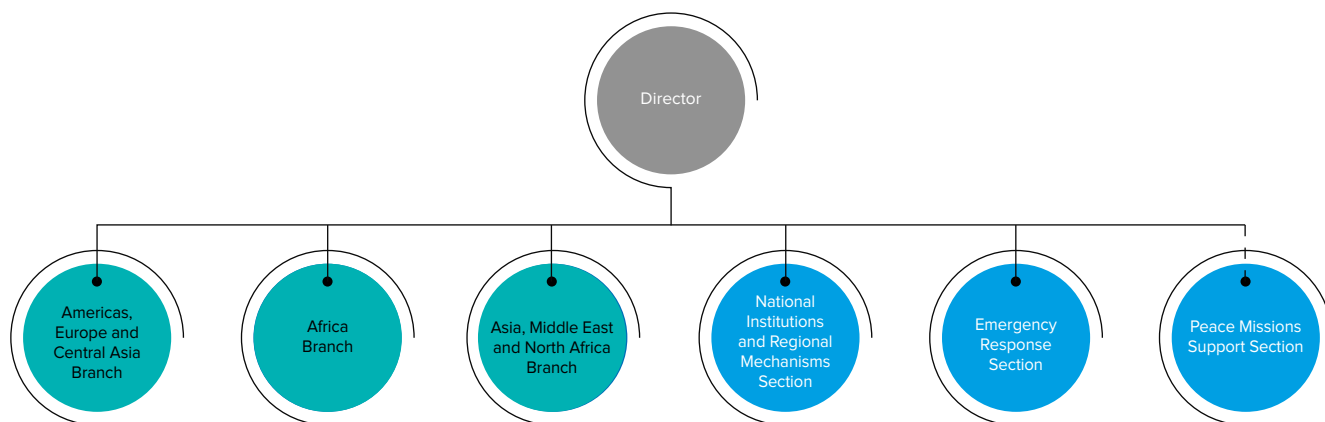 Director
Americas,
Europe and
Central Asia
Branch
Africa
Branch
Asia, Middle East
and North Africa
Branch
National
Institutions
and Regional
Mechanisms
Section
Emergency
Response
Section
Peace Missions
Support Section